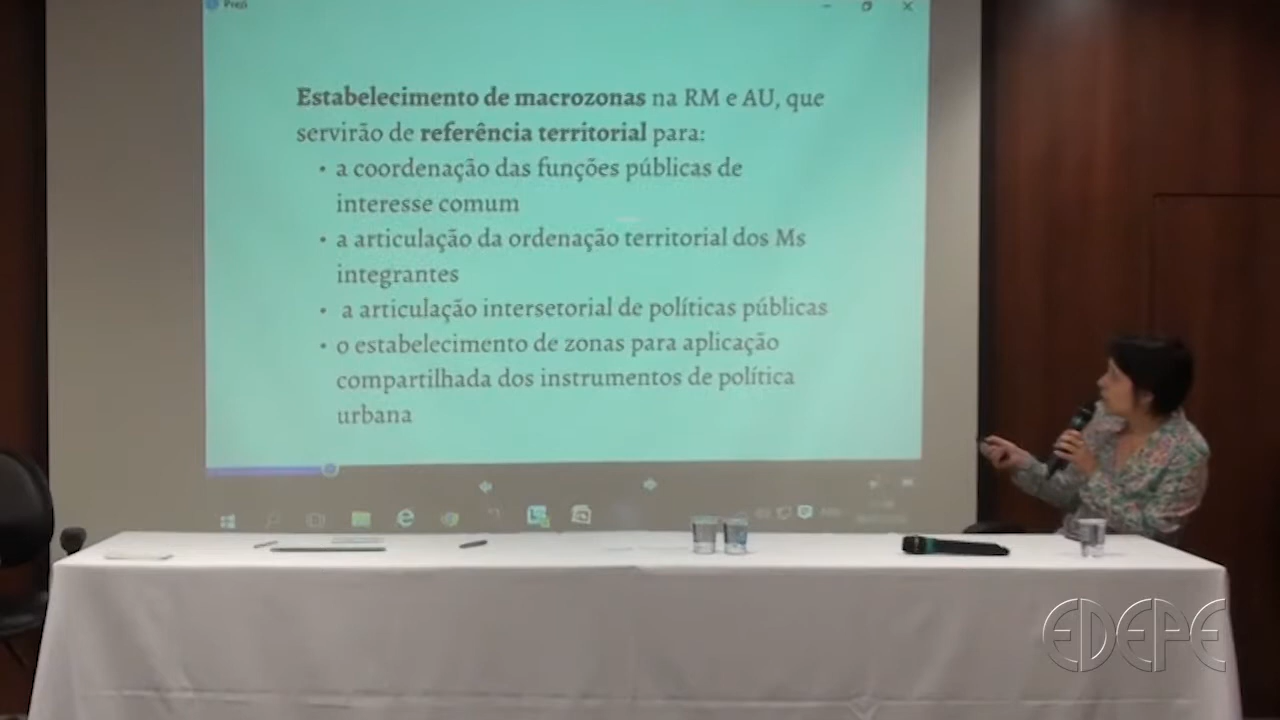 Prezi
Estabelecimento de macrozonas na RM e AU, que
servirão de referência territorial para:
• a coordenação das funções públicas de
interesse comum
• a articulação da ordenação territorial dos Ms
integrantes
• a articulação intersetorial de políticas públicas
• o estabelecimento de zonas para aplicação
compartilhada dos instrumentos de política
urbana
EDEPE